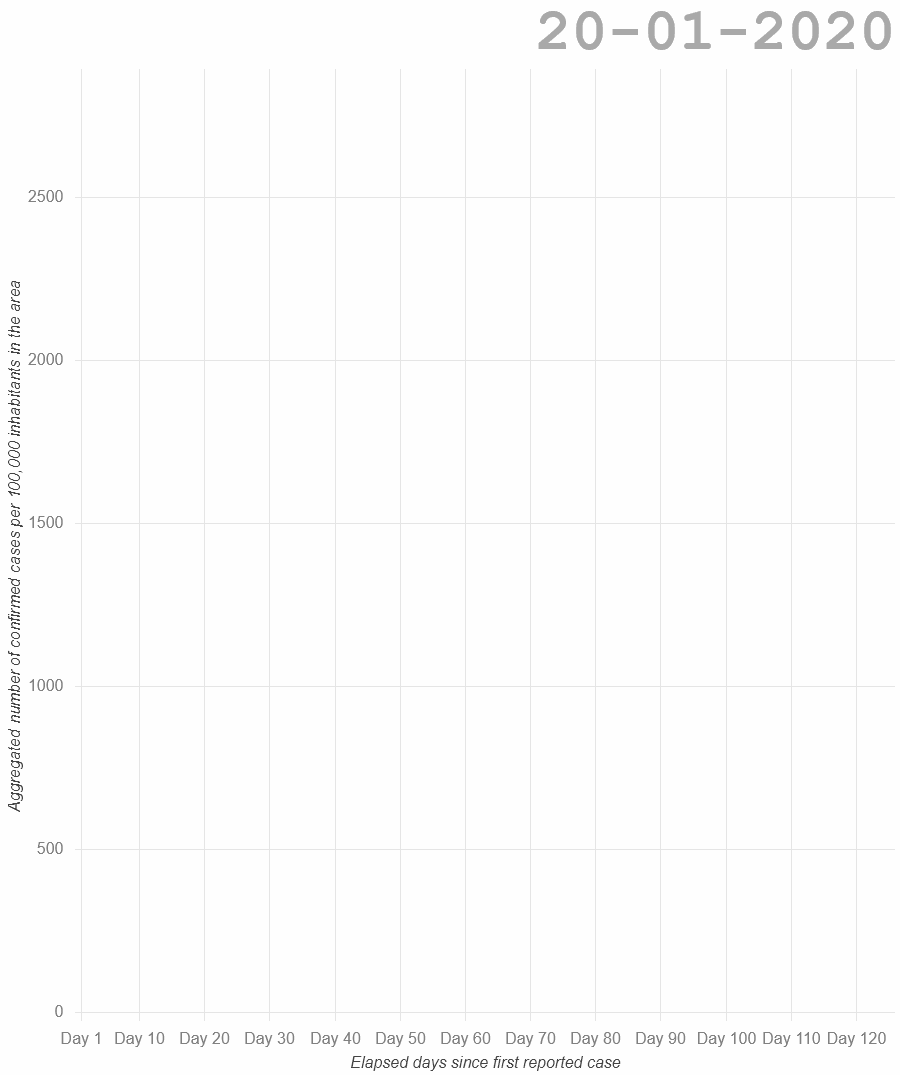 20-01-2020
Aggregated number of confirmed cases per 100,000 inhabitants in the area
2500
2000
1500
1000
500
0
Day 1 Day 10 Day 20 Day 30 Day 40 Day 50 Day 60 Day 70 Day 80 Day 90 Day 100 Day 110 Day 120
Elapsed days since first reported case